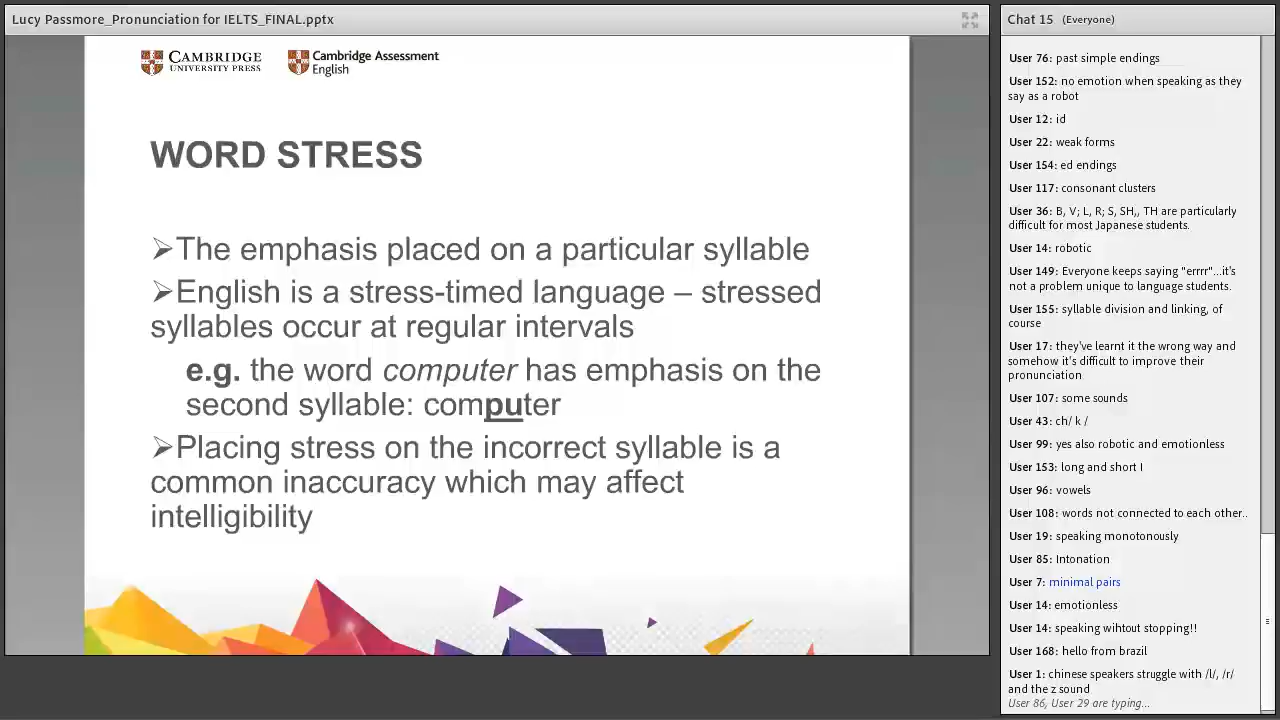 Lucy Passmore_Pronunciation for IELTS_FINAL.pptx
CAMBRIDGE
UNIVERSITY PRESS
Cambridge Assessment
English
WORD STRESS
➢The emphasis placed on a particular syllable
➢English is a stress-timed language – stressed
syllables occur at regular intervals
e.g. the word computer has emphasis on the
second syllable: computer
➢Placing stress on the incorrect syllable is a
common inaccuracy which may affect
intelligibility
Chat 15 (Everyone)
User 76: past simple endings
User 152: no emotion when speaking as they
say as a robot
User 12: id
User 22: weak forms
User 154: ed endings
User 117: consonant clusters
User 36: B, V; L, R; S, SH,, TH are particularly
difficult for most Japanese students.
User 14: robotic
User 149: Everyone keeps saying "errr"...it's
not a problem unique to language students.
User 155: syllable division and linking, of
course
User 17: they've learnt it the wrong way and
somehow it's difficult to improve their
pronunciation
User 107: some sounds
User 43: ch/ k /
User 99: yes also robotic and emotionless
User 153: long and short I
User 96: vowels
User 108: words not connected to each other..
User 19: speaking monotonously
User 85: Intonation
User 7: minimal pairs
User 14: emotionless
User 14: speaking wihtout stopping!!
User 168: hello from brazil
User 1: chinese speakers struggle with /l/, /r/
and the z sound
User 86, User 29 are typing...